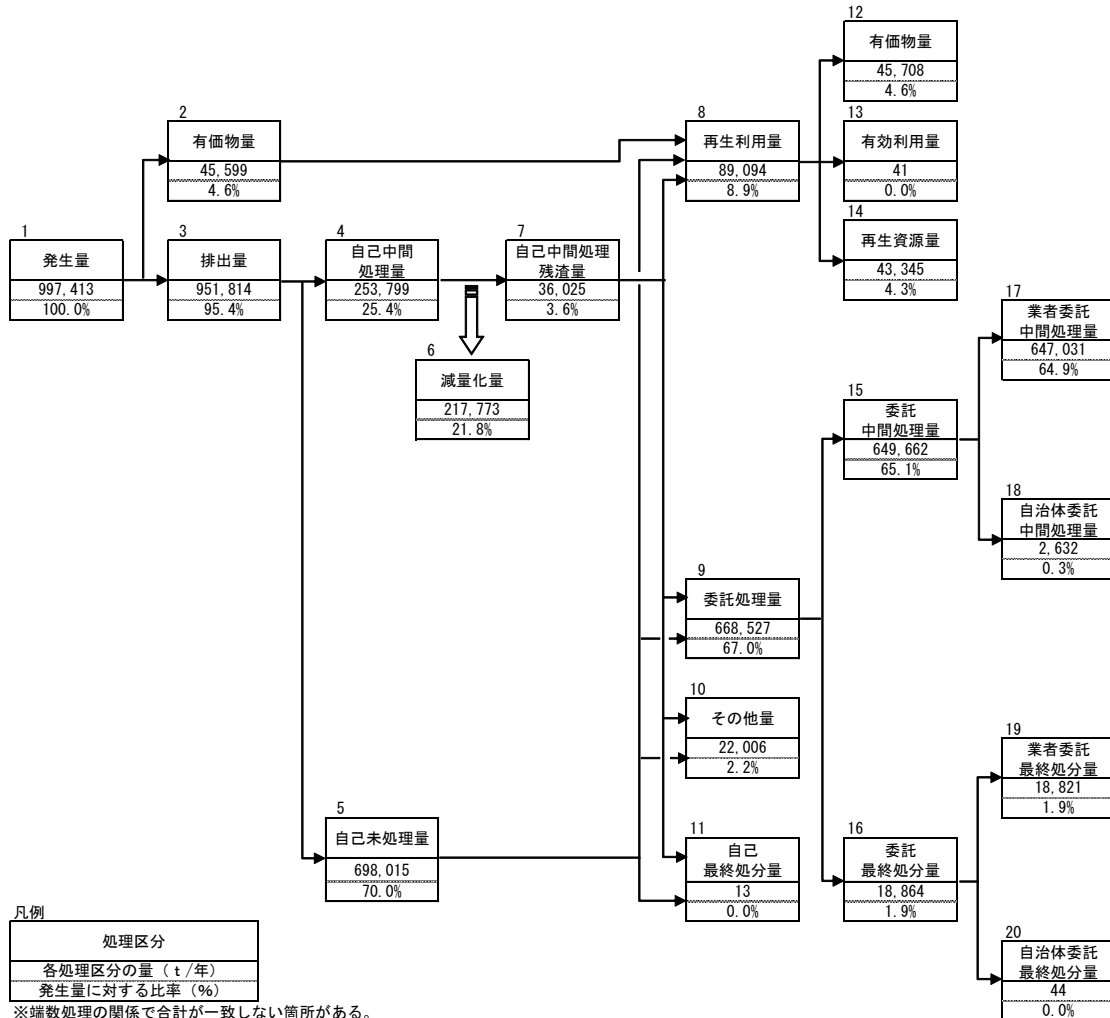 1
発生量
997,413
100.0%
2
有価物量
45,599
4.6%
3
排出量
951,814
95.4%
4
自己中間
処理量
253,799
25.4%
5
自己未処理量
698,015
70.0%
6
減量化量
217,773
21.8%
7
自己中間処理
残渣量
36,025
3.6%
8
再生利用量
89,094
8.9%
9
委託処理量
668,527
67.0%
10
その他量
22,006
2.2%
11
自己
最終処分量
13
0.0%
12
有価物量
45,708
4.6%
13
有効利用量
41
0.0%
14
再生資源量
43,345
4.3%
15
委託
中間処理量
649,662
65.1%
16
委託
最終処分量
18,864
1.9%
17
業者委託
中間処理量
647,031
64.9%
18
自治体委託
中間処理量
2,632
0.3%
19
業者委託
最終処分量
18,821
1.9%
20
自治体委託
最終処分量
44
0.0%
凡例
処理区分
各処理区分の量（ｔ/年）
発生量に対する比率（%）
※端数処理の関係で合計が一致しない箇所がある。